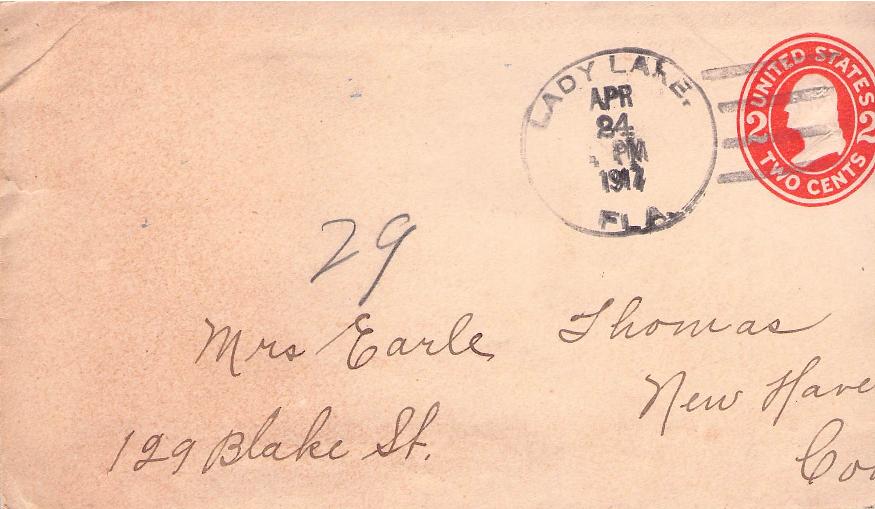 LADY LAKE.
APR
24
PM
1917
FLA.
UNITED STATES
2 2
TWO CENTS
29
Mrs Earle Thomas
New Have
129 Blake St.
Co